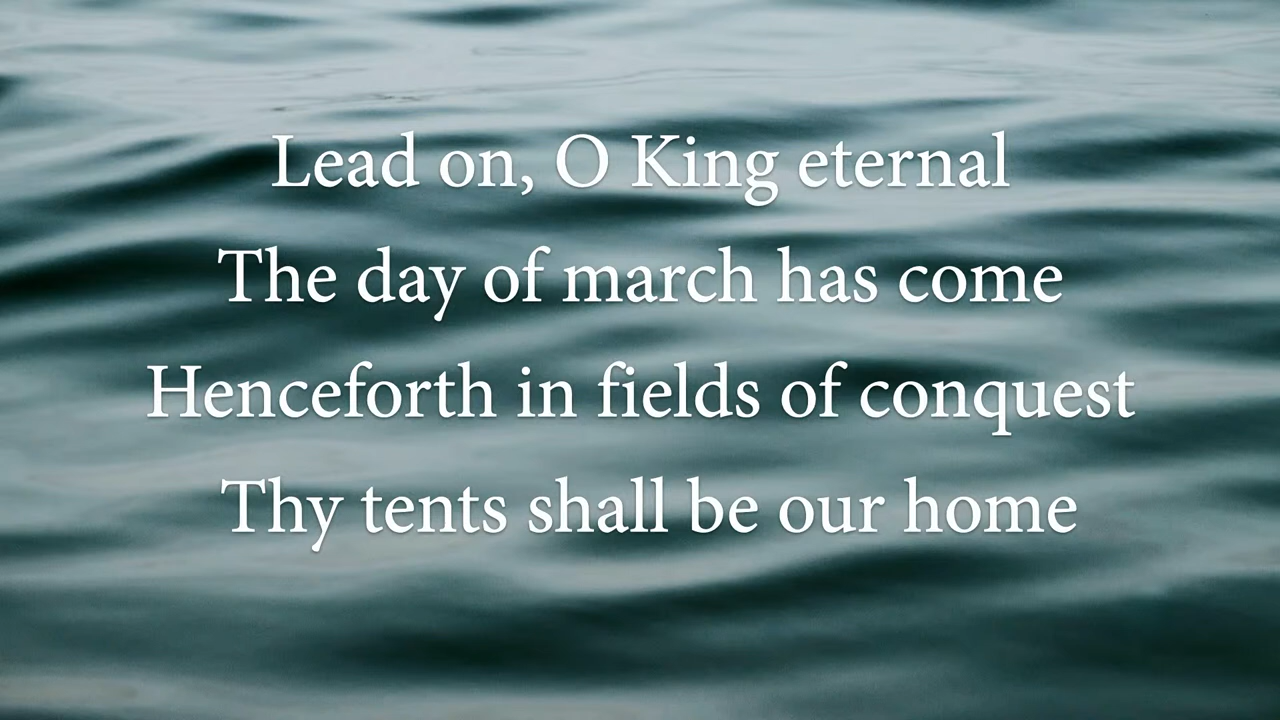 Lead on, O King eternal
The day of march has come
Henceforth in fields of conquest
Thy tents shall be our home